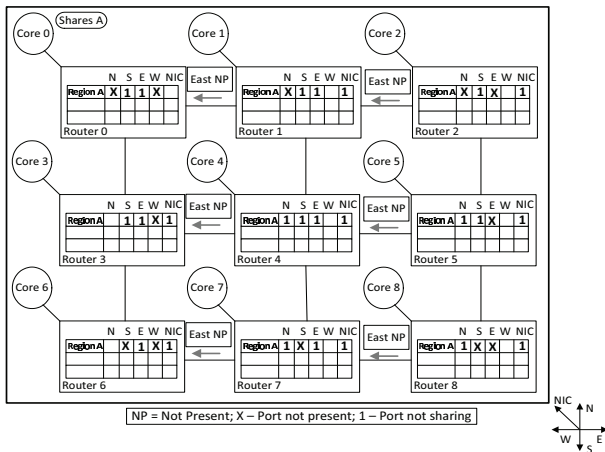 Core 0
Shares A
Core 1
Core 2
N S E W NIC
East NP
N S E W NIC
East NP
N S E W NIC
Region A X 1 1 X
Region A X 1 1 1
Region A X 1 X 1
Router 0
Router 1
Router 2
Core 3
Core 4
Core 5
N S E W NIC
East NP
N S E W NIC
East NP
N S E W NIC
Region A 1 1 X 1
Region A 1 1 1 1
Region A 1 1 X 1
Router 3
Router 4
Router 5
Core 6
Core 7
Core 8
N S E W NIC
East NP
N S E W NIC
East NP
N S E W NIC
Region A X 1 X 1
Region A 1 X 1 1
Region A 1 X X 1
Router 6
Router 7
Router 8
NP = Not Present; X – Port not present; 1 – Port not sharing
NIC
N
W
E
S